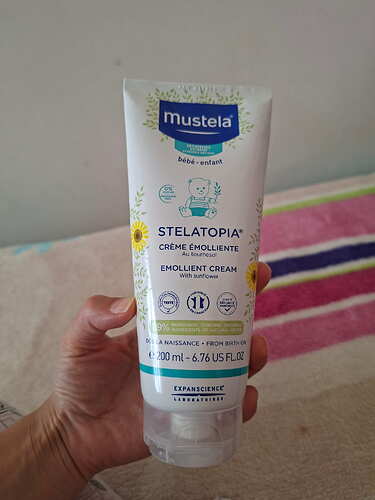 mustela®
bébé - enfant
0%
STELATOPIA®
CRÈME ÉMOLLIENTE
Au tournesol
EMOLLIENT CREAM
With sunflower
DÈS LA NAISSANCE • FROM BIRTH ON
e 200 ml - 6.76 US FL.OZ
EXPANSCIENCE®
LABORATOIRES